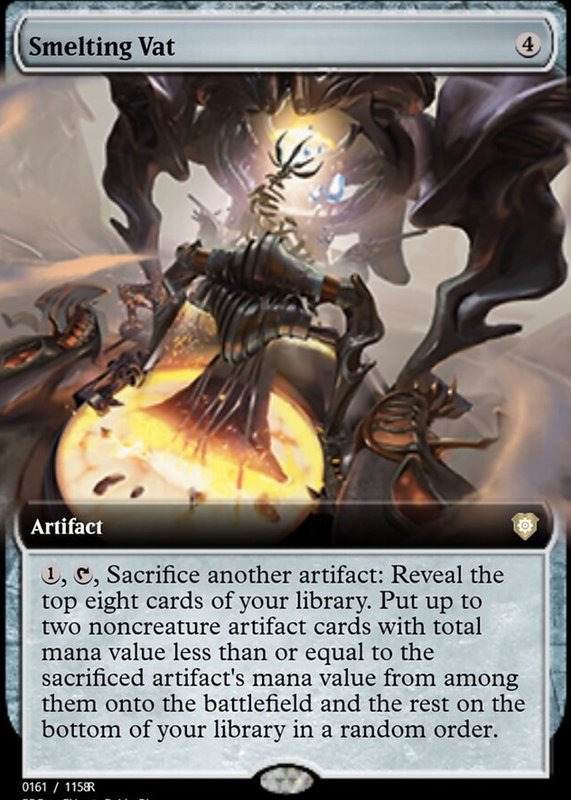 Smelting Vat 4
Artifact
1, Sacrifice another artifact: Reveal the
top eight cards of your library. Put up to
two noncreature artifact cards with total
mana value less than or equal to the
sacrificed artifact's mana value from among
them onto the battlefield and the rest on the
bottom of your library in a random order.
0161 / 1158R